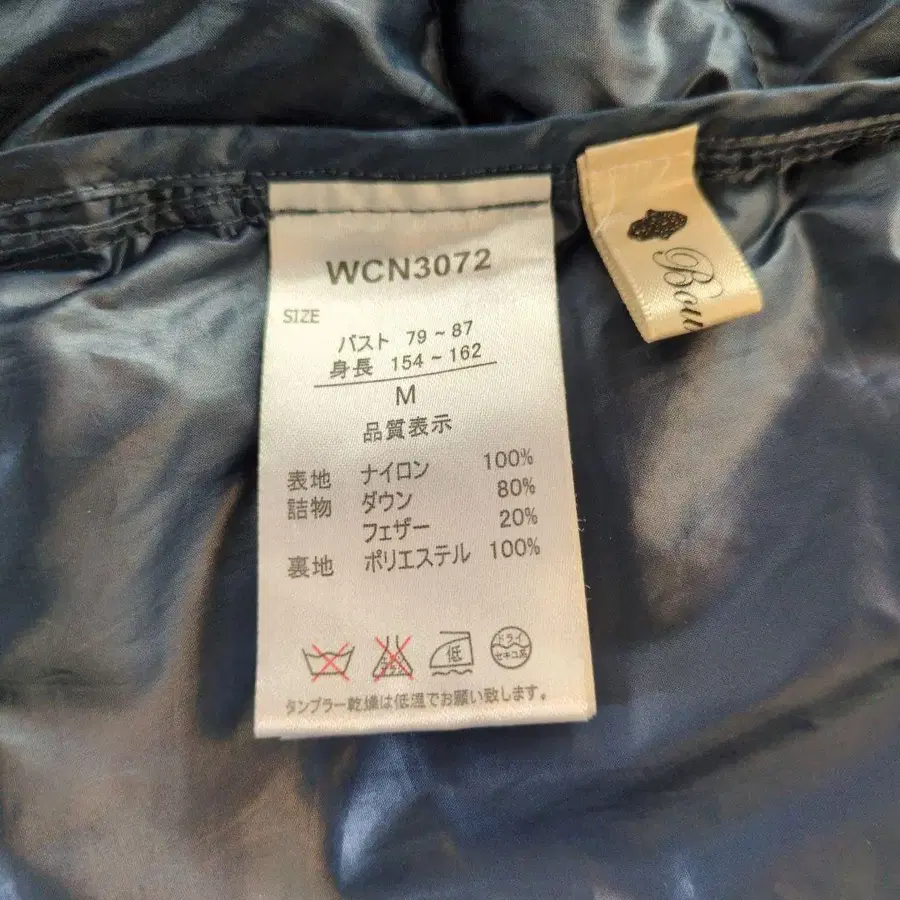 WCN3072
SIZE
バスト 79~87
身長 154~162
M
品質表示
表地 ナイロン 100%
詰物 ダウン 80%
フェザー 20%
裏地 ポリエステル 100%
低
ドライ
セキユ系
タンブラー乾燥は低温でお願い致します。
Bou